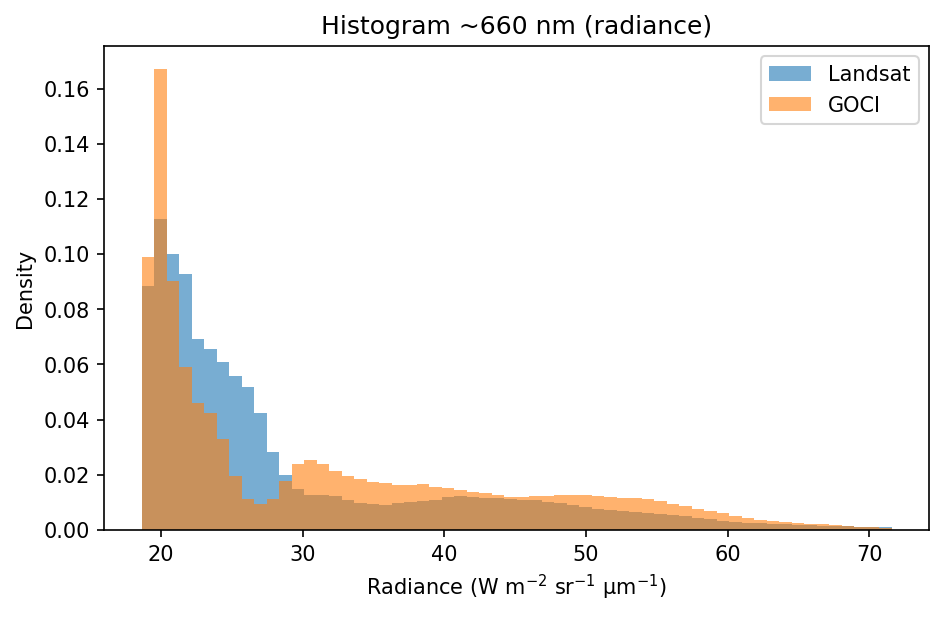 Histogram ~660 nm (radiance)
Landsat
GOCI
Density
0.16
0.14
0.12
0.10
0.08
0.06
0.04
0.02
0.00
20 30 40 50 60 70
Radiance (W m⁻² sr⁻¹ µm⁻¹)